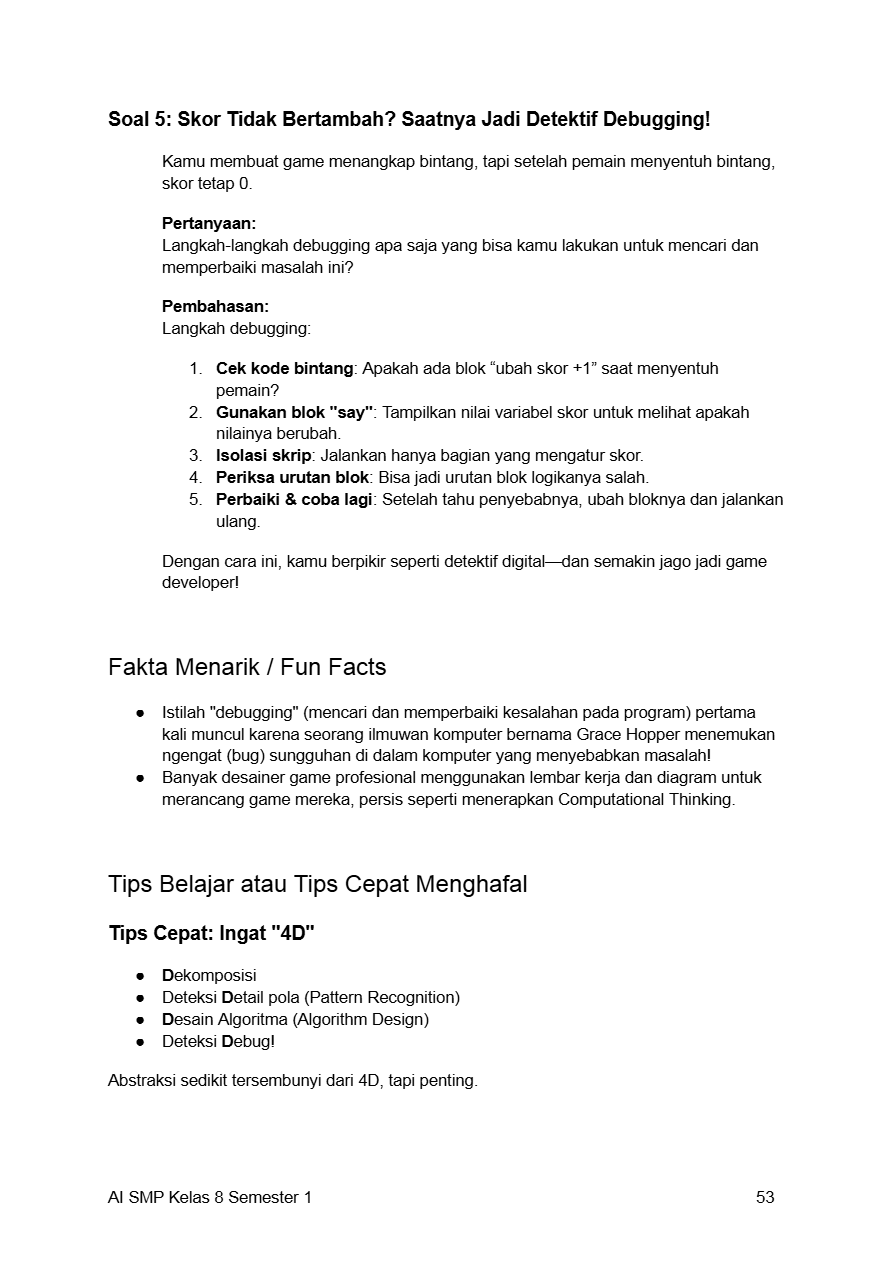 Soal 5: Skor Tidak Bertambah? Saatnya Jadi Detektif Debugging!
Kamu membuat game menangkap bintang, tapi setelah pemain menyentuh bintang,
skor tetap 0.
Pertanyaan:
Langkah-langkah debugging apa saja yang bisa kamu lakukan untuk mencari dan
memperbaiki masalah ini?
Pembahasan:
Langkah debugging:
1. Cek kode bintang: Apakah ada blok “ubah skor +1” saat menyentuh
pemain?
2. Gunakan blok "say": Tampilkan nilai variabel skor untuk melihat apakah
nilainya berubah.
3. Isolasi skrip: Jalankan hanya bagian yang mengatur skor.
4. Periksa urutan blok: Bisa jadi urutan blok logikanya salah.
5. Perbaiki & coba lagi: Setelah tahu penyebabnya, ubah bloknya dan jalankan
ulang.
Dengan cara ini, kamu berpikir seperti detektif digital—dan semakin jago jadi game
developer!
Fakta Menarik / Fun Facts
● Istilah "debugging" (mencari dan memperbaiki kesalahan pada program) pertama
kali muncul karena seorang ilmuwan komputer bernama Grace Hopper menemukan
ngengat (bug) sungguhan di dalam komputer yang menyebabkan masalah!
● Banyak desainer game profesional menggunakan lembar kerja dan diagram untuk
merancang game mereka, persis seperti menerapkan Computational Thinking.
Tips Belajar atau Tips Cepat Menghafal
Tips Cepat: Ingat "4D"
● Dekomposisi
● Deteksi Detail pola (Pattern Recognition)
● Desain Algoritma (Algorithm Design)
● Deteksi Debug!
Abstraksi sedikit tersembunyi dari 4D, tapi penting.
AI SMP Kelas 8 Semester 1 53